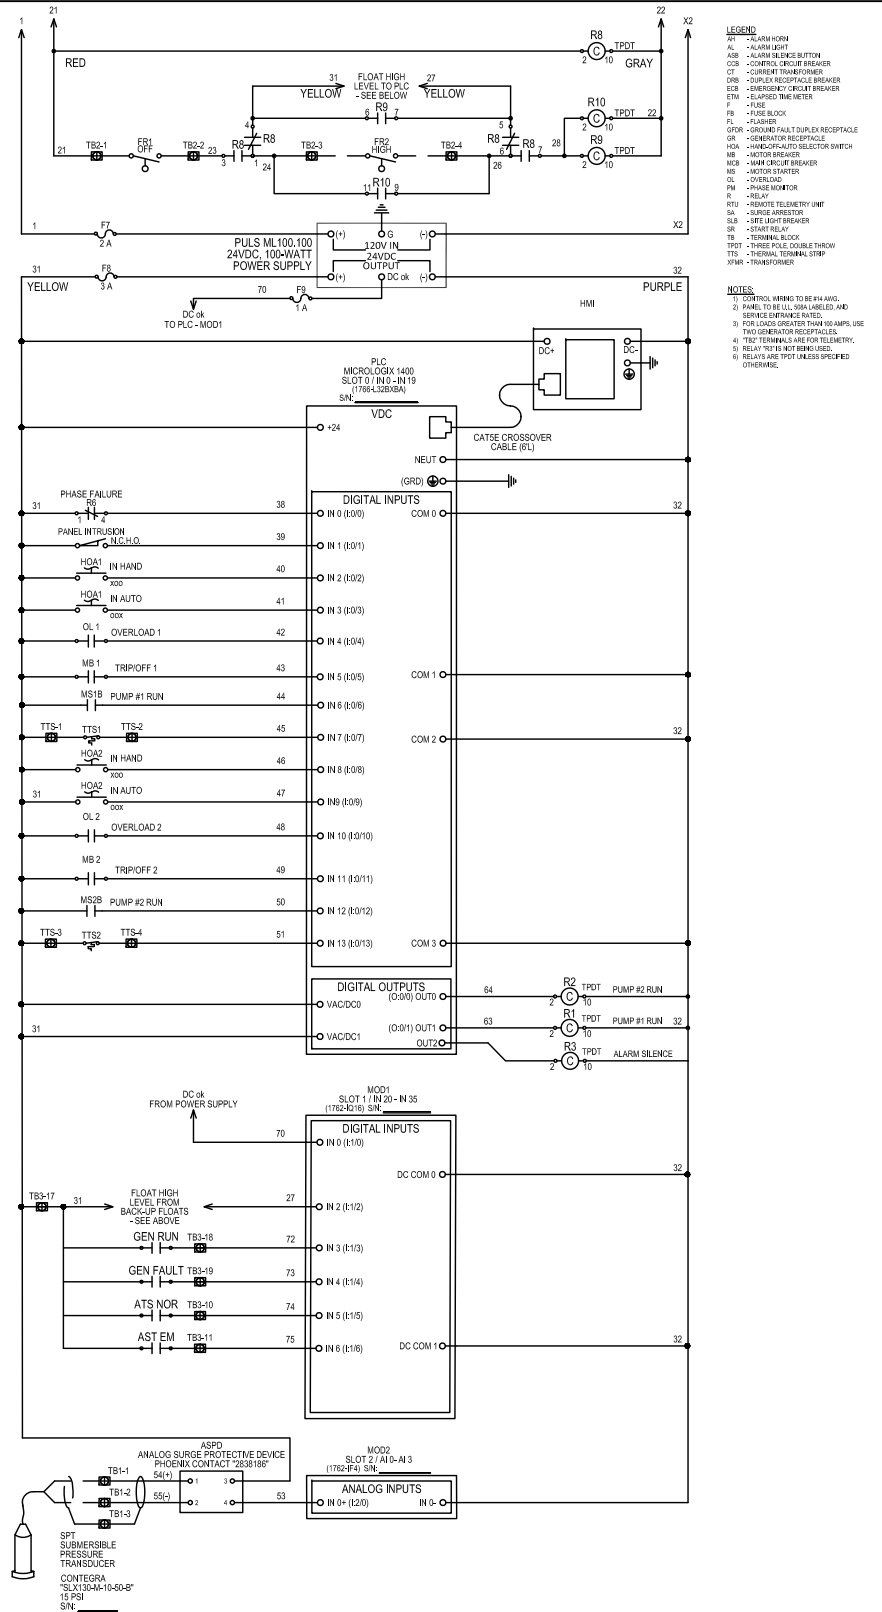 1
21
22
X2
R8
TPDT
C
2
10
RED
GRAY
31
FLOAT HIGH
LEVEL TO PLC
- SEE BELOW
27
YELLOW
YELLOW
R9
6
7
R10
TPDT
22
C
2
10
4
R8
5
R8
R8
R8
21
TB2-1
FR1
OFF
TB2-2
23
3
1
24
TB2-3
FR2
HIGH
TB2-4
6
26
7
28
R9
TPDT
C
2
10
R10
11
9
1
F7
2 A
(+)
G
(-)
X2
PULS ML100.100
24VDC, 100-WATT
POWER SUPPLY
120V IN
24VDC
OUTPUT
31
F8
3 A
(+)
DC ok
(-)
32
YELLOW
PURPLE
70
F9
1 A
DC ok
TO PLC - MOD1
HMI
DC+
DC-
PLC
MICROLOGIX 1400
SLOT 0 / IN 0 - IN 19
(1766-L32BXBA)
S/N:
VDC
+24
CAT5E CROSSOVER
CABLE (6'L)
NEUT
(GRD)
DIGITAL INPUTS
PHASE FAILURE
31
R6
1
4
38
IN 0 (I:0/0)
COM 0
32
PANEL INTRUSION
N.C.H.O.
39
IN 1 (I:0/1)
HOA1
IN HAND
XOO
40
IN 2 (I:0/2)
HOA1
IN AUTO
OOX
41
IN 3 (I:0/3)
OL 1
OVERLOAD 1
42
IN 4 (I:0/4)
MB 1
TRIP/OFF 1
43
IN 5 (I:0/5)
COM 1
MS1B
PUMP #1 RUN
44
IN 6 (I:0/6)
TTS-1
TTS1
TTS-2
45
IN 7 (I:0/7)
COM 2
32
HOA2
IN HAND
XOO
46
IN 8 (I:0/8)
31
HOA2
IN AUTO
OOX
47
IN9 (I:0/9)
OL 2
OVERLOAD 2
48
IN 10 (I:0/10)
MB 2
TRIP/OFF 2
49
IN 11 (I:0/11)
MS2B
PUMP #2 RUN
50
IN 12 (I:0/12)
TTS-3
TTS2
TTS-4
51
IN 13 (I:0/13)
COM 3
DIGITAL OUTPUTS
VAC/DC0
(O:0/0) OUT0
64
R2
TPDT
C
2
10
PUMP #2 RUN
31
VAC/DC1
(O:0/1) OUT1
63
R1
TPDT
C
2
10
PUMP #1 RUN
32
OUT2
R3
TPDT
C
2
10
ALARM SILENCE
DC ok
FROM POWER SUPPLY
MOD1
SLOT 1 / IN 20 - IN 35
(1762-IQ16) S/N:
DIGITAL INPUTS
70
IN 0 (I:1/0)
DC COM 0
32
TB3-17
31
FLOAT HIGH
LEVEL FROM
BACK-UP FLOATS
- SEE ABOVE
27
IN 2 (I:1/2)
GEN RUN
TB3-18
72
IN 3 (I:1/3)
GEN FAULT
TB3-19
73
IN 4 (I:1/4)
ATS NOR
TB3-10
74
IN 5 (I:1/5)
AST EM
TB3-11
75
IN 6 (I:1/6)
DC COM 1
32
ASPD
ANALOG SURGE PROTECTIVE DEVICE
PHOENIX CONTACT "2838186"
MOD2
SLOT 2 / AI 0- AI 3
(1762-IF4) S/N:
TB1-1
54(+)
1
3
ANALOG INPUTS
TB1-2
55(-)
2
4
53
IN 0+ (I:2/0)
IN 0-
TB1-3
SPT
SUBMERSIBLE
PRESSURE
TRANSDUCER
CONTEGRA
"SLX130-M-10-50-B"
15 PSI
S/N:
LEGEND
AH - ALARM HORN
AL - ALARM LIGHT
ASB - ALARM SILENCE BUTTON
CCB - CONTROL CIRCUIT BREAKER
CT - CURRENT TRANSFORMER
DRB - DUPLEX RECEPTACLE BREAKER
ECB - EMERGENCY CIRCUIT BREAKER
ETM - ELAPSED TIME METER
F - FUSE
FB - FUSE BLOCK
FL - FLASHER
GFDR - GROUND FAULT DUPLEX RECEPTACLE
GR - GENERATOR RECEPTACLE
HOA - HAND-OFF-AUTO SELECTOR SWITCH
MB - MOTOR BREAKER
MCB - MAIN CIRCUIT BREAKER
MS - MOTOR STARTER
OL - OVERLOAD
PM - PHASE MONITOR
R - RELAY
RTU - REMOTE TELEMETRY UNIT
SA - SURGE ARRESTOR
SLB - SITE LIGHT BREAKER
SR - START RELAY
TB - TERMINAL BLOCK
TPDT - THREE POLE, DOUBLE THROW
TTS - THERMAL TERMINAL STRIP
XFMR - TRANSFORMER
NOTES:
1) CONTROL WIRING TO BE #14 AWG.
2) PANEL TO BE U.L. 508A LABELED, AND
SERVICE ENTRANCE RATED.
3) FOR LOADS GREATER THAN 100 AMPS, USE
TWO GENERATOR RECEPTACLES.
4) "TB2" TERMINALS ARE FOR TELEMETRY.
5) RELAY "R3" IS NOT BEING USED.
6) RELAYS ARE TPDT UNLESS SPECIFIED
OTHERWISE.